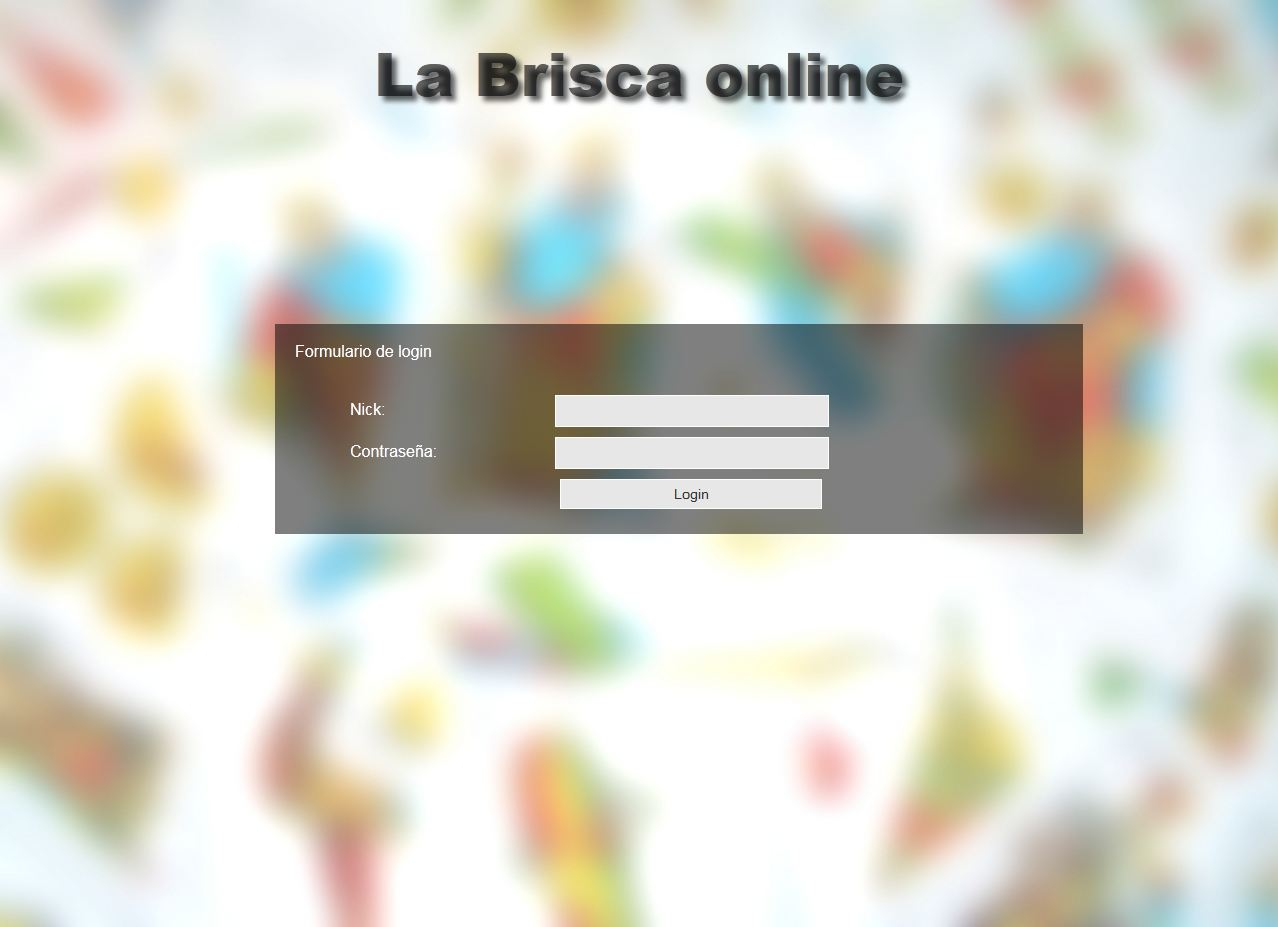 La Brisca online
Formulario de login
Nick:
Contraseña:
Login